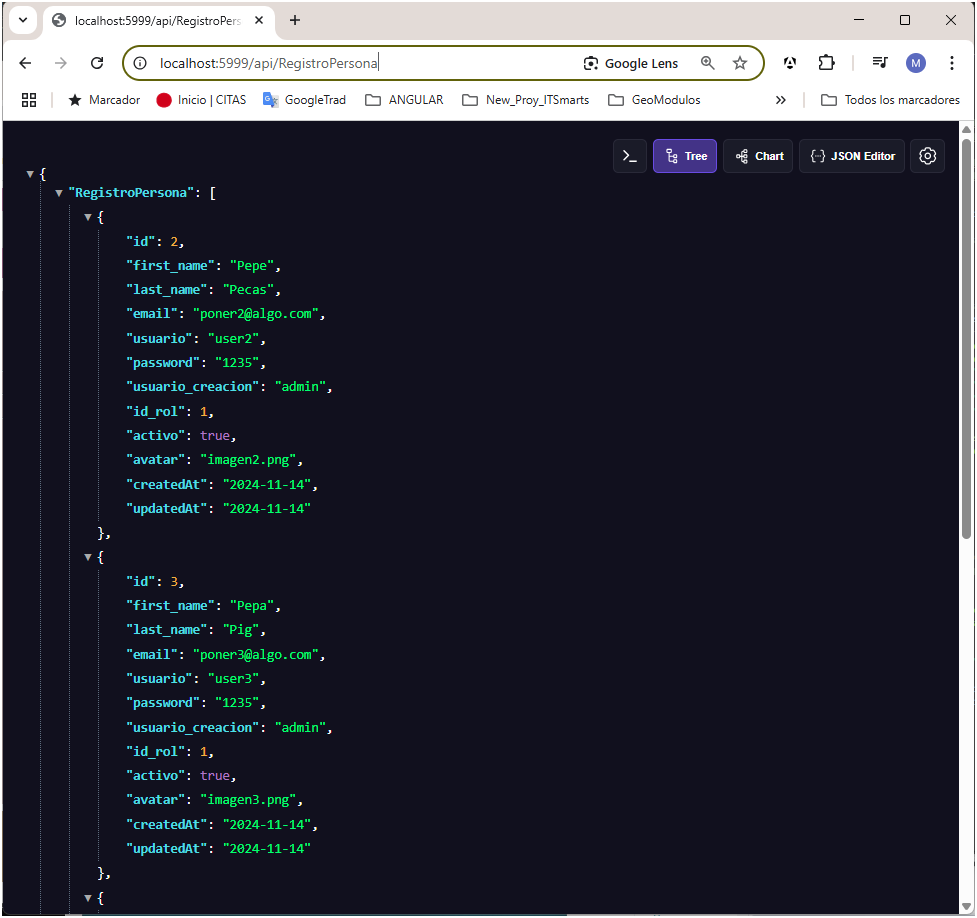 localhost:5999/api/RegistroPers
localhost:5999/api/RegistroPersona
Google Lens
M
Marcador
Inicio | CITAS
GoogleTrad
ANGULAR
New_Proy_ITSmarts
GeoModulos
»
Todos los marcadores
Tree
Chart
JSON Editor
{
"RegistroPersona": [
{
"id": 2,
"first_name": "Pepe",
"last_name": "Pecas",
"email": "poner2@algo.com",
"usuario": "user2",
"password": "1235",
"usuario_creacion": "admin",
"id_rol": 1,
"activo": true,
"avatar": "imagen2.png",
"createdAt": "2024-11-14",
"updatedAt": "2024-11-14"
},
{
"id": 3,
"first_name": "Pepa",
"last_name": "Pig",
"email": "poner3@algo.com",
"usuario": "user3",
"password": "1235",
"usuario_creacion": "admin",
"id_rol": 1,
"activo": true,
"avatar": "imagen3.png",
"createdAt": "2024-11-14",
"updatedAt": "2024-11-14"
},
{